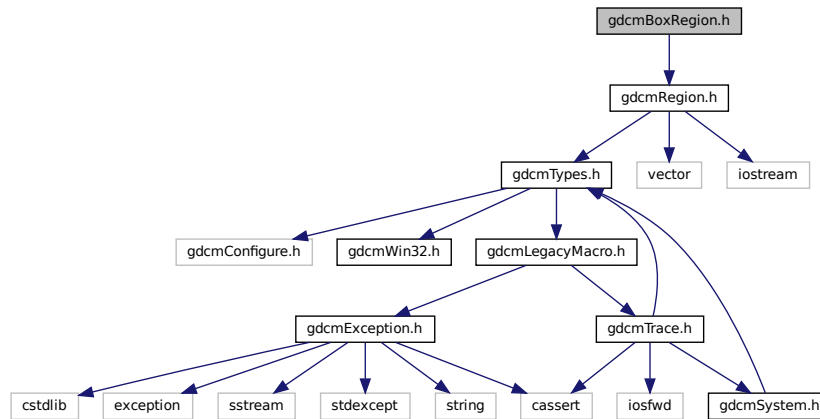 gdcmBoxRegion.h
gdcmRegion.h
gdcmTypes.h
vector
iostream
gdcmConfigure.h
gdcmWin32.h
gdcmLegacyMacro.h
gdcmException.h
gdcmTrace.h
cstdlib
exception
sstream
stdexcept
string
cassert
iosfwd
gdcmSystem.h